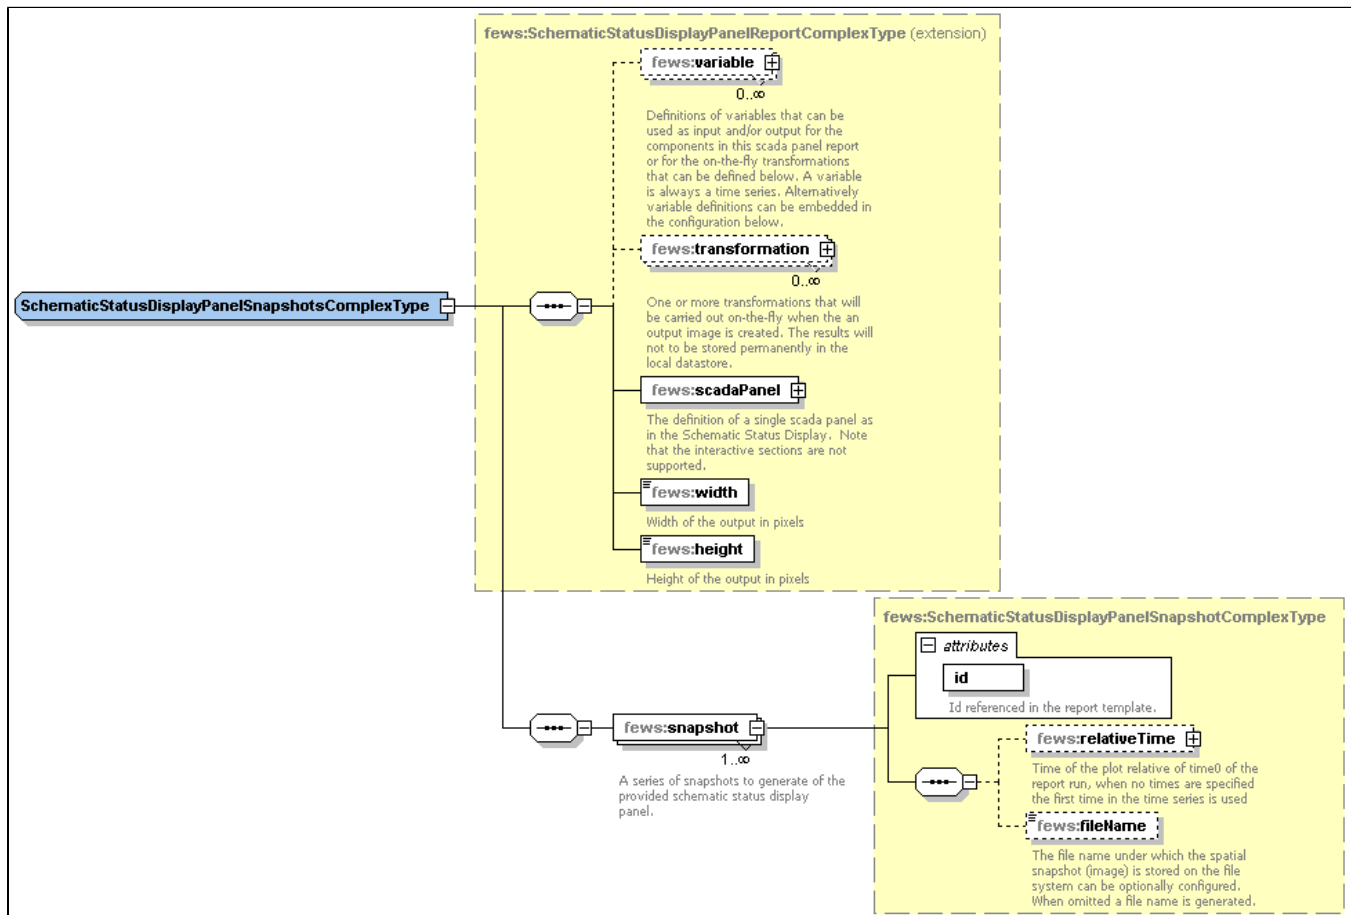 fews:SchematicStatusDisplayPanelReportComplexType (extension)
fews:variable
0..∞
Definitions of variables that can be
used as input and/or output for the
components in this scada panel report
or for the on-the-fly transformations
that can be defined below. A variable
is always a time series. Alternatively
variable definitions can be embedded in
the configuration below.
fews:transformation
0..∞
SchematicStatusDisplayPanelSnapshotsComplexType
One or more transformations that will
be carried out on-the-fly when the an
output image is created. The results will
not to be stored permanently in the
local datastore.
fews:scadaPanel
The definition of a single scada panel as
in the Schematic Status Display.  Note
that the interactive sections are not
supported.
fews:width
Width of the output in pixels
fews:height
Height of the output in pixels
fews:SchematicStatusDisplayPanelSnapshotComplexType
attributes
id
Id referenced in the report template.
fews:snapshot
1..∞
A series of snapshots to generate of the
provided schematic status display
panel.
fews:relativeTime
Time of the plot relative of time0 of the
report run, when no times are specified
the first time in the time series is used
fews:fileName
The file name under which the spatial
snapshot (image) is stored on the file
system can be optionally configured.
When omitted a file name is generated.